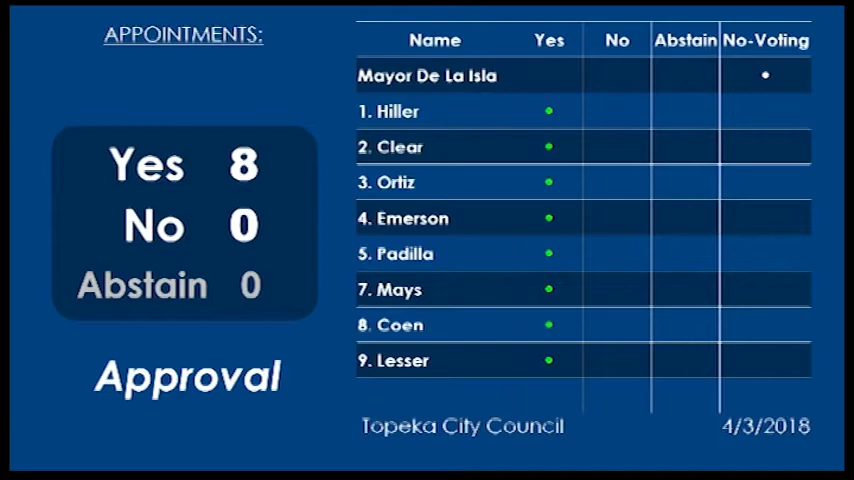 APPOINTMENTS:
Yes 8
No 0
Abstain 0
Approval
Name Yes No Abstain No-Voting
Mayor De La Isla
1. Hiller
2. Clear
3. Ortiz
4. Emerson
5. Padilla
7. Mays
8. Coen
9. Lesser
Topeka City Council 4/3/2018